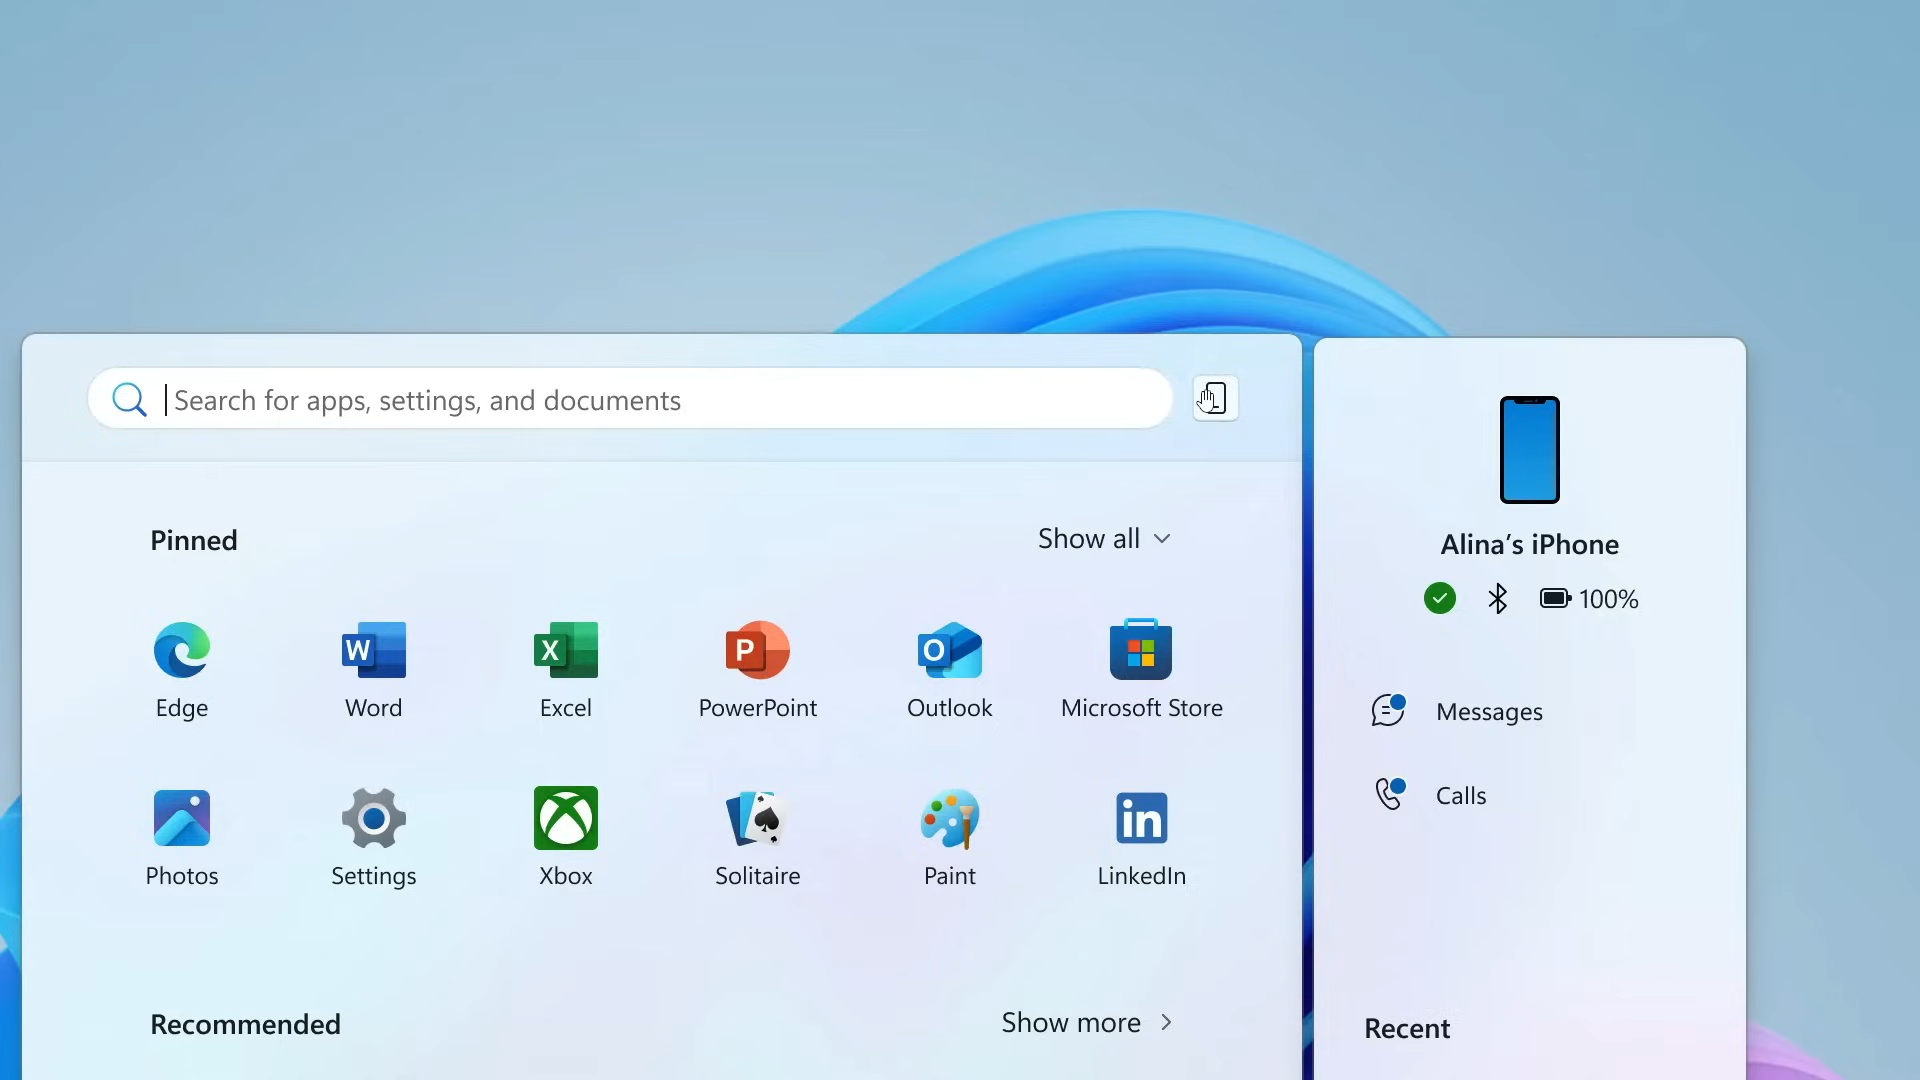 Search for apps, settings, and documents
Pinned
Show all
Edge
Word
Excel
PowerPoint
Outlook
Microsoft Store
Photos
Settings
Xbox
Solitaire
Paint
LinkedIn
Recommended
Show more
Alina’s iPhone
100%
Messages
Calls
Recent